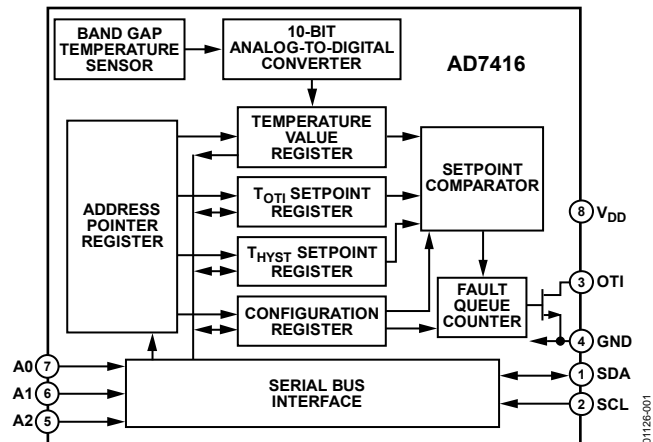 BAND GAP
TEMPERATURE
SENSOR
10-BIT
ANALOG-TO-DIGITAL
CONVERTER
AD7416
TEMPERATURE
VALUE
REGISTER
SETPOINT
COMPARATOR
ADDRESS
POINTER
REGISTER
TOTI SETPOINT
REGISTER
THYST SETPOINT
REGISTER
CONFIGURATION
REGISTER
FAULT
QUEUE
COUNTER
SERIAL BUS
INTERFACE
8 VDD
3 OTI
4 GND
1 SDA
2 SCL
A0 7
A1 6
A2 5
01126-001